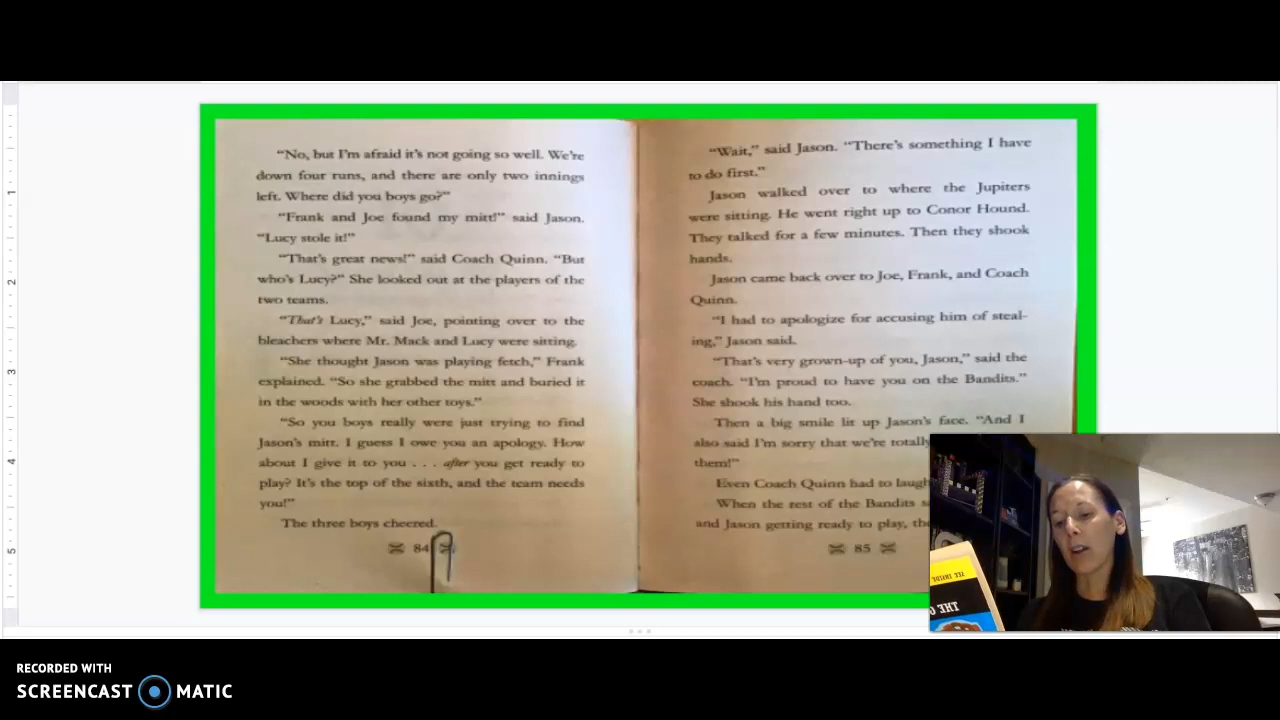 "No, but I'm afraid it's not going so well. We're
down four runs, and there are only two innings
left. Where did you boys go?"
"Frank and Joe found my mitt!" said Jason.
"Lucy stole it!"
"That's great news!" said Coach Quinn. "But
who's Lucy?" She looked out at the players of the
two teams.
"That's Lucy," said Joe, pointing over to the
bleachers where Mr. Mack and Lucy were sitting.
"She thought Jason was playing fetch," Frank
explained. "So she grabbed the mitt and buried it
in the woods with her other toys."
"So you boys really were just trying to find
Jason's mitt. I guess I owe you an apology. How
about I give it to you . . . after you get ready to
play? It's the top of the sixth, and the team needs
you!"
The three boys cheered.
84
"Wait," said Jason. "There's something I have
to do first."
Jason walked over to where the Jupiters
were sitting. He went right up to Conor Hound.
They talked for a few minutes. Then they shook
hands.
Jason came back over to Joe, Frank, and Coach
Quinn.
"I had to apologize for accusing him of steal-
ing," Jason said.
"That's very grown-up of you, Jason," said the
coach. "I'm proud to have you on the Bandits."
She shook his hand too.
Then a big smile lit up Jason's face. "And I
also said I'm sorry that we're totally
them!"
Even Coach Quinn had to laugh
When the rest of the Bandits
and Jason getting ready to play,
85
1
2
3
4
5
THE
RECORDED WITH
SCREENCAST MATIC